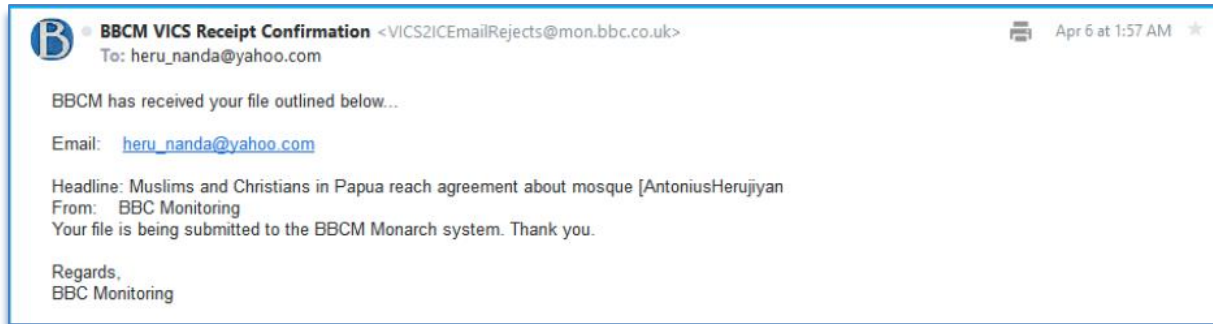 B
BBCM VICS Receipt Confirmation <VICS2ICEmailRejects@mon.bbc.co.uk> Apr 6 at 1:57 AM
To: heru_nanda@yahoo.com
BBCM has received your file outlined below...
Email: heru_nanda@yahoo.com
Headline: Muslims and Christians in Papua reach agreement about mosque [AntoniusHerujiyan
From: BBC Monitoring
Your file is being submitted to the BBCM Monarch system. Thank you.
Regards,
BBC Monitoring